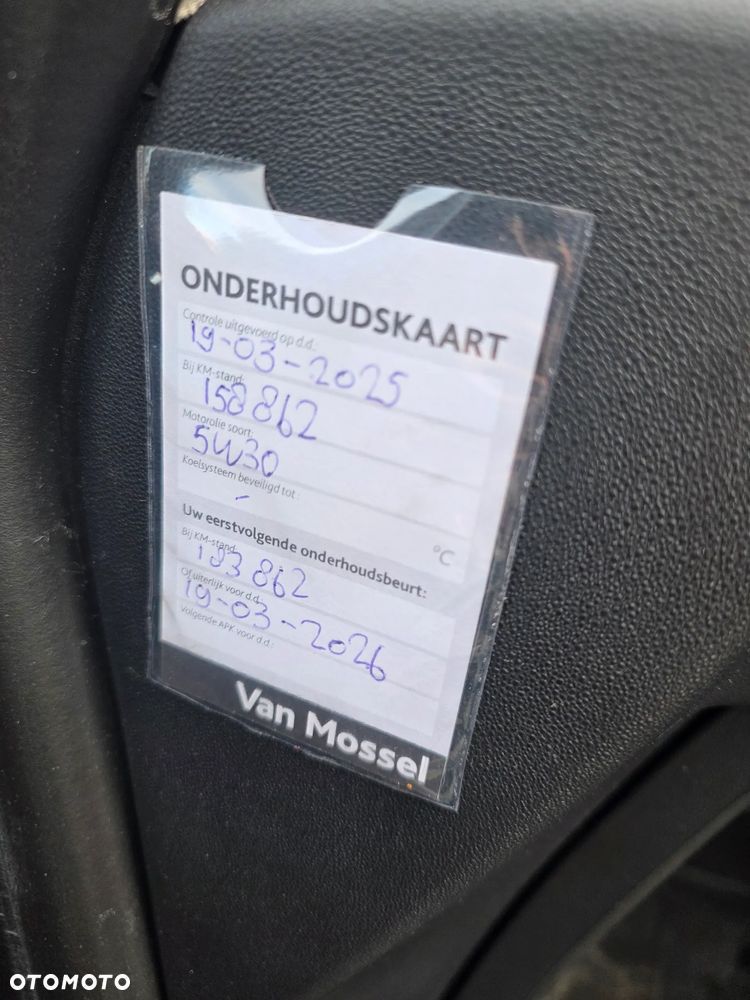 ONDERHOUDSKAART
Controle uitgevoerd op d.d.:
19-03-2025
Bij KM-stand:
158862
Motorolie soort:
5W30
Koelsysteem beveiligd tot:
- °C
Uw eerstvolgende onderhoudsbeurt:
Bij KM-stand:
183862
Of uiterlijk voor d.d.:
19-03-2026
Volgende APK voor d.d.:
Van Mossel
OTOMOTO